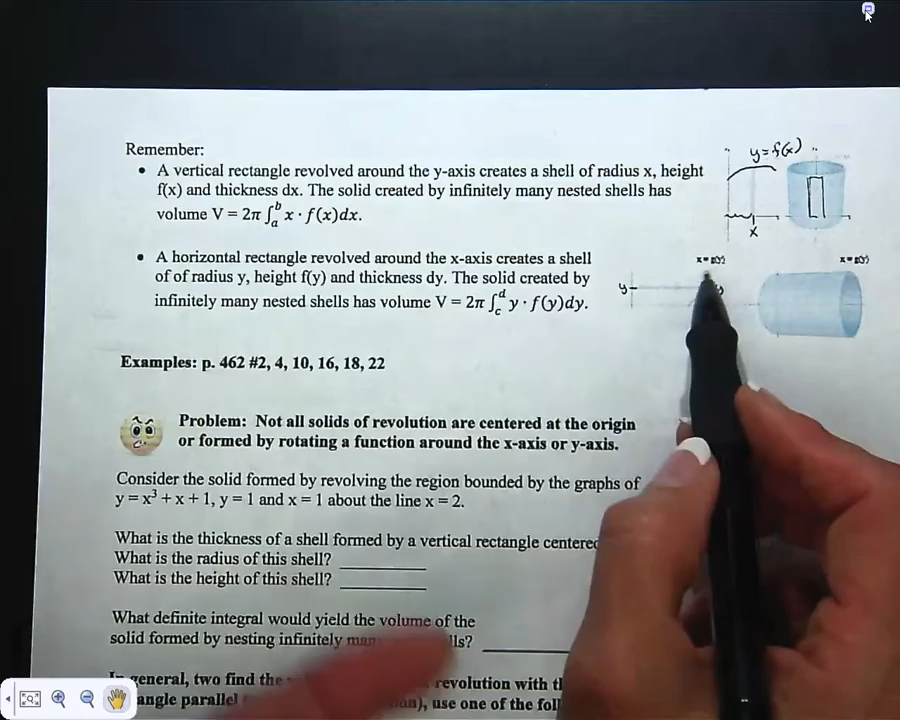 Remember:
y = f(x)
• A vertical rectangle revolved around the y-axis creates a shell of radius x, height
f(x) and thickness dx. The solid created by infinitely many nested shells has
volume V = 2π ∫ₐᵇ x · f(x)dx.
x
• A horizontal rectangle revolved around the x-axis creates a shell
of of radius y, height f(y) and thickness dy. The solid created by
infinitely many nested shells has volume V = 2π ∫_c^d y · f(y)dy.
y
Examples: p. 462 #2, 4, 10, 16, 18, 22
Problem: Not all solids of revolution are centered at the origin
or formed by rotating a function around the x-axis or y-axis.
Consider the solid formed by revolving the region bounded by the graphs of
y = x³ + x + 1, y = 1 and x = 1 about the line x = 2.
What is the thickness of a shell formed by a vertical rectangle centered
What is the radius of this shell?
What is the height of this shell?
What definite integral would yield the volume of the
solid formed by nesting infinitely
general, two find the revolution with
parallel use one of the